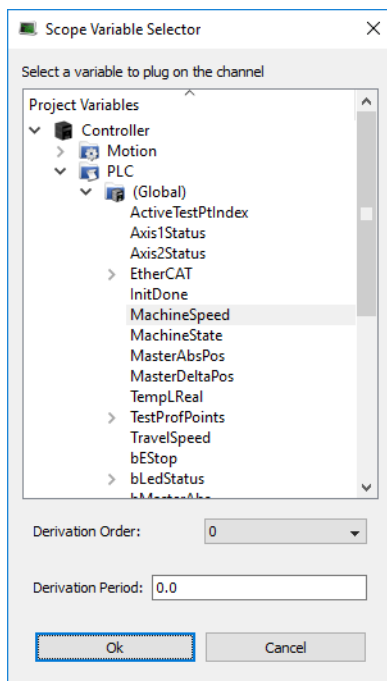 Scope Variable Selector
Select a variable to plug on the channel
Project Variables
Controller
Motion
PLC
(Global)
ActiveTestPtIndex
Axis1Status
Axis2Status
EtherCAT
InitDone
MachineSpeed
MachineState
MasterAbsPos
MasterDeltaPos
TempLReal
TestProfPoints
TravelSpeed
bEStop
bLedStatus
bMasterAbs
Derivation Order: 0
Derivation Period: 0.0
Ok Cancel